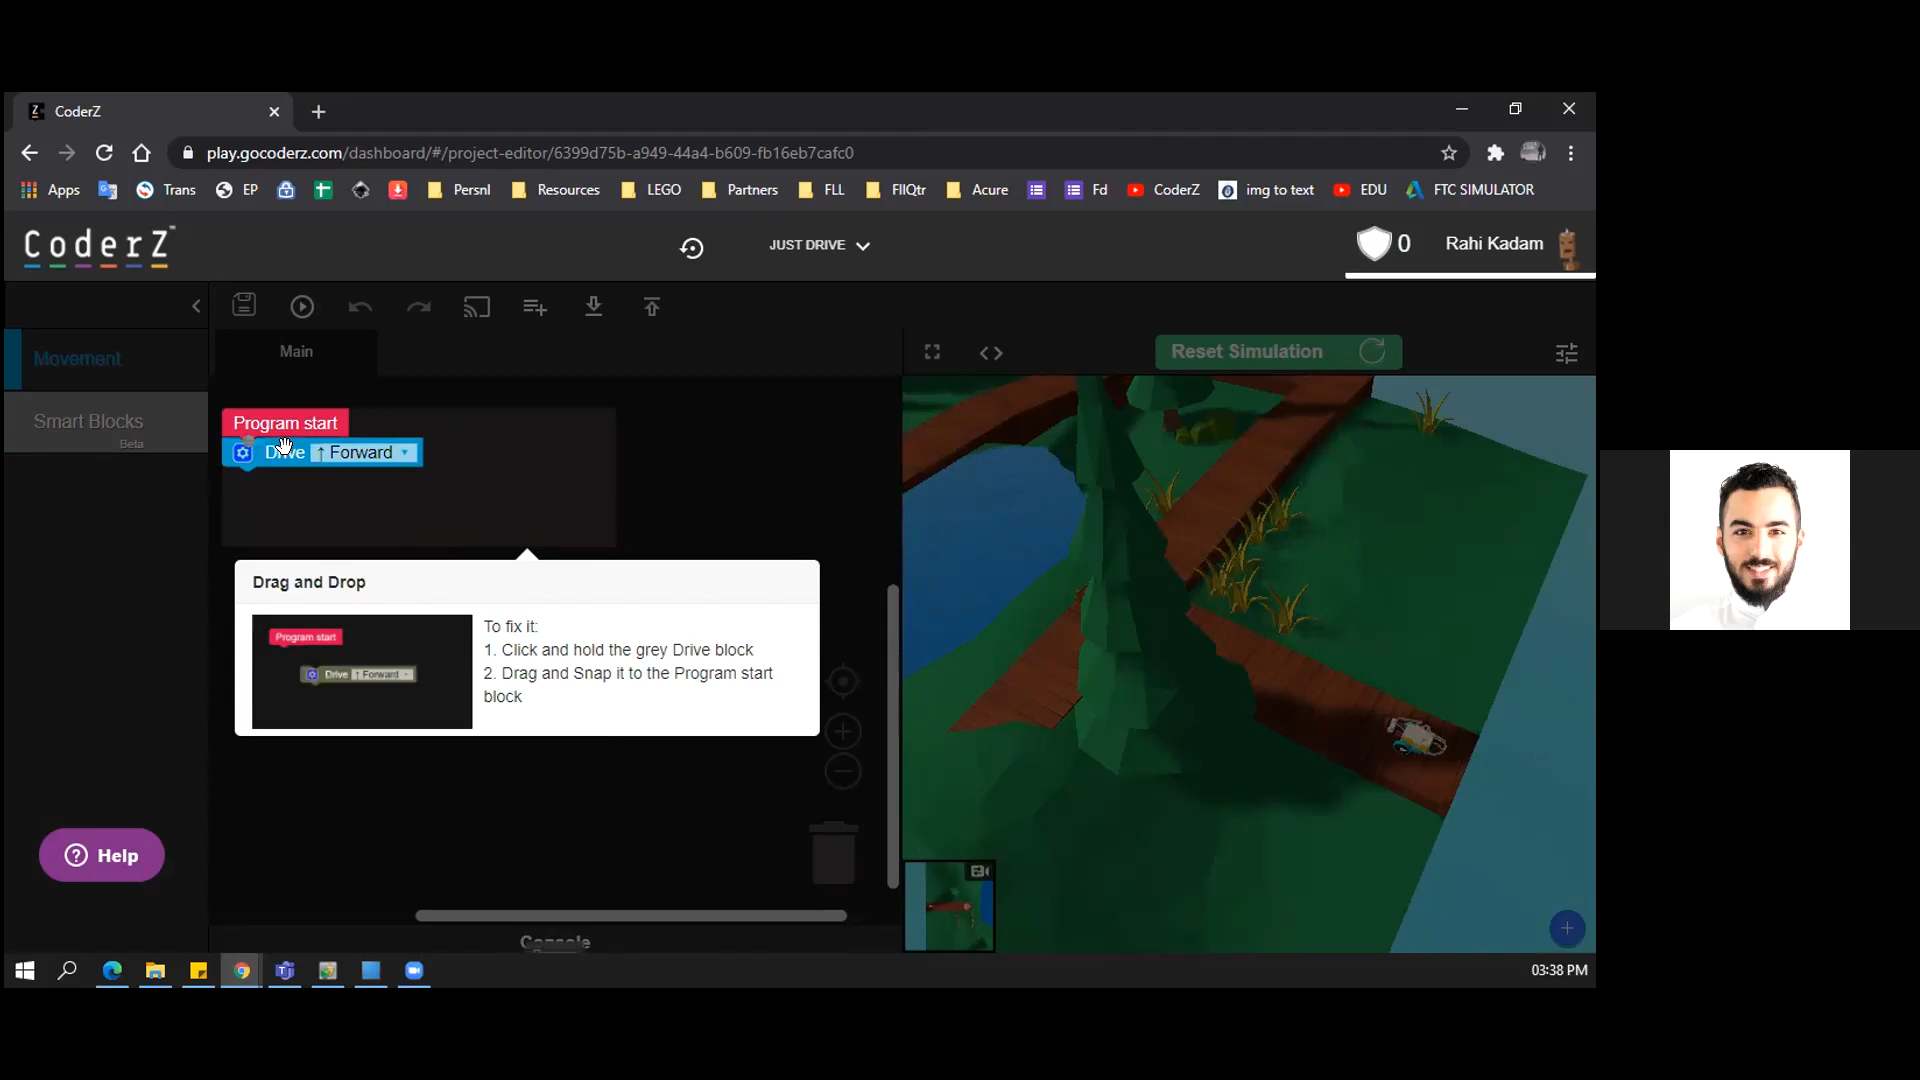 CoderZ
play.gocoderz.com/dashboard/#/project-editor/6399d75b-a949-44a4-b609-fb16eb7cafc0
Apps Trans EP Persnl Resources LEGO Partners FLL FllQtr Acure Fd CoderZ img to text EDU FTC SIMULATOR
CoderZ JUST DRIVE 0 Rahi Kadam
Movement
Smart Blocks
Beta
Main
Reset Simulation
Program start
Drive ↑ Forward
Drag and Drop
Program start
Drive ↑ Forward
To fix it:
1. Click and hold the grey Drive block
2. Drag and Snap it to the Program start
block
Help
Console
03:38 PM